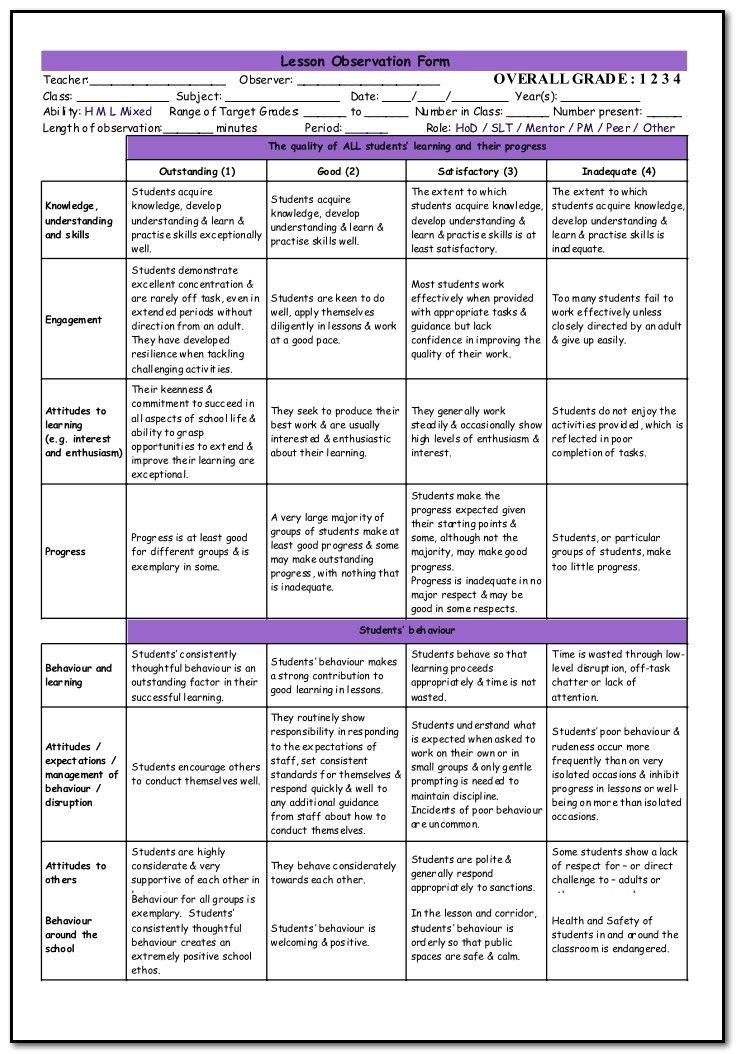 Lesson Observation Form
Teacher:____________________ Observer: ____________________ OVERALL GRADE : 1 2 3 4
Class: ______________ Subject: _________________ Date: ____/____/________ Year(s): ____________
Ability: H M L Mixed Range of Target Grades ______ to ______ Number in Class: ______ Number present: _____
Length of observation:_______ minutes Period: ______ Role: HoD / SLT / Mentor / PM / Peer / Other
The quality of ALL students' learning and their progress
Outstanding (1) Good (2) Satisfactory (3) Inadequate (4)
Knowledge,
understanding
and skills
Students acquire
knowledge, develop
understanding & learn &
practise skills exceptionally
well.
Students acquire
knowledge, develop
understanding & learn &
practise skills well.
The extent to which
students acquire knowledge,
develop understanding &
learn & practise skills is at
least satisfactory.
The extent to which
students acquire knowledge,
develop understanding &
learn & practise skills is
inadequate.
Engagement
Students demonstrate
excellent concentration &
are rarely off task, even in
extended periods without
direction from an adult.
They have developed
resilience when tackling
challenging activities.
Students are keen to do
well, apply themselves
diligently in lessons & work
at a good pace.
Most students work
effectively when provided
with appropriate tasks &
guidance but lack
confidence in improving the
quality of their work.
Too many students fail to
work effectively unless
closely directed by an adult
& give up easily.
Attitudes to
learning
(e.g. interest
and enthusiasm)
Their keenness &
commitment to succeed in
all aspects of school life &
ability to grasp
opportunities to extend &
improve their learning are
exceptional.
They seek to produce their
best work & are usually
interested & enthusiastic
about their learning.
They generally work
steadily & occasionally show
high levels of enthusiasm &
interest.
Students do not enjoy the
activities provided, which is
reflected in poor
completion of tasks.
Progress
Progress is at least good
for different groups & is
exemplary in some.
A very large majority of
groups of students make at
least good progress & some
may make outstanding
progress, with nothing that
is inadequate.
Students make the
progress expected given
their starting points &
some, although not the
majority, may make good
progress.
Progress is inadequate in no
major respect & may be
good in some respects.
Students, or particular
groups of students, make
too little progress.
Students' behaviour
Behaviour and
learning
Students' consistently
thoughtful behaviour is an
outstanding factor in their
successful learning.
Students' behaviour makes
a strong contribution to
good learning in lessons.
Students behave so that
learning proceeds
appropriately & time is not
wasted.
Time is wasted through low-
level disruption, off-task
chatter or lack of
attention.
Attitudes /
expectations /
management of
behaviour /
disruption
Students encourage others
to conduct themselves well.
They routinely show
responsibility in responding
to the expectations of
staff, set consistent
standards for themselves &
respond quickly & well to
any additional guidance
from staff about how to
conduct themselves.
Students understand what
is expected when asked to
work on their own or in
small groups & only gentle
prompting is needed to
maintain discipline.
Incidents of poor behaviour
are uncommon.
Students' poor behaviour &
rudeness occur more
frequently than on very
isolated occasions & inhibit
progress in lessons or well-
being on more than isolated
occasions.
Attitudes to
others
Students are highly
considerate & very
supportive of each other in
They behave considerately
towards each other.
Students are polite &
generally respond
appropriately to sanctions.
Some students show a lack
of respect for – or direct
challenge to – adults or
Behaviour
around the
school
Behaviour for all groups is
exemplary. Students'
consistently thoughtful
behaviour creates an
extremely positive school
ethos.
Students' behaviour is
welcoming & positive.
In the lesson and corridor,
students' behaviour is
orderly so that public
spaces are safe & calm.
Health and Safety of
students in and around the
classroom is endangered.